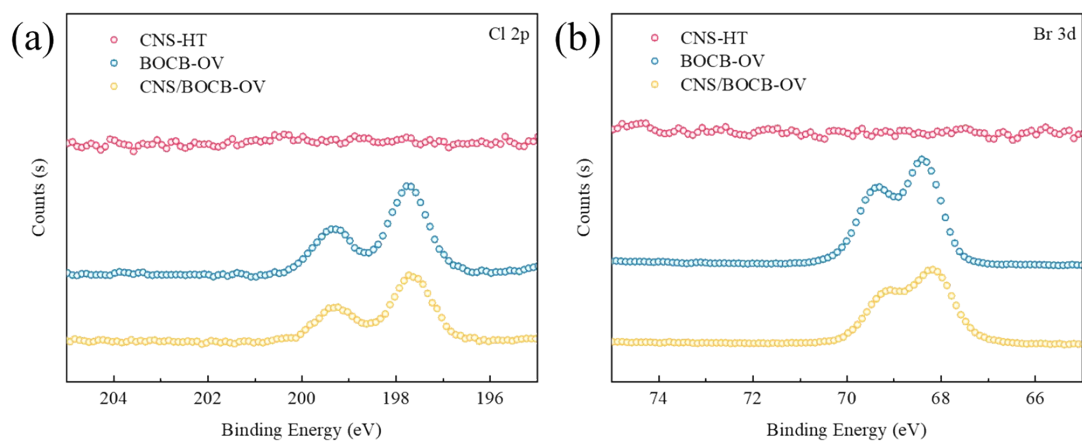 (a)
Cl 2p
CNS-HT
BOCB-OV
CNS/BOCB-OV
Counts (s)
204 202 200 198 196
Binding Energy (eV)
(b)
Br 3d
CNS-HT
BOCB-OV
CNS/BOCB-OV
Counts (s)
74 72 70 68 66
Binding Energy (eV)